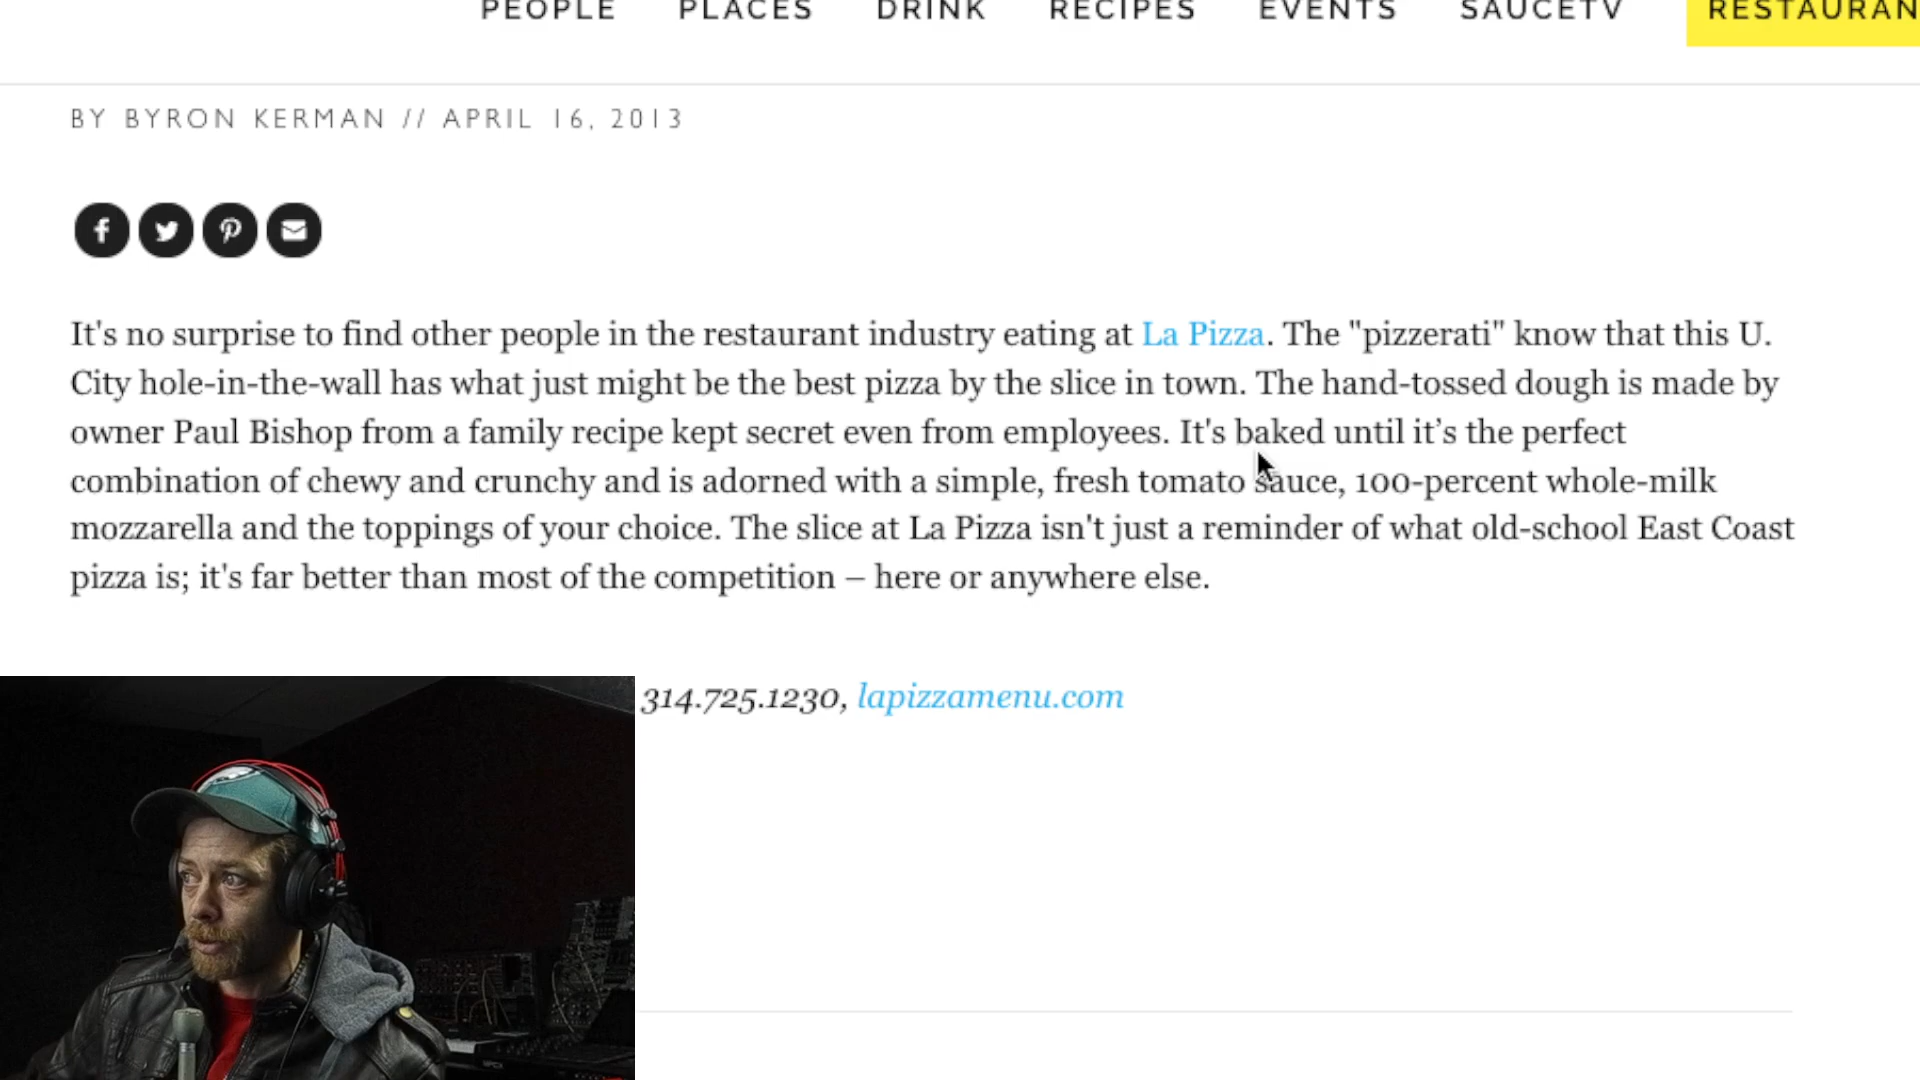 PEOPLE PLACES DRINK RECIPES EVENTS SAUCETV RESTAURAN
BY BYRON KERMAN // APRIL 16, 2013
It's no surprise to find other people in the restaurant industry eating at La Pizza. The "pizzerati" know that this U.
City hole-in-the-wall has what just might be the best pizza by the slice in town. The hand-tossed dough is made by
owner Paul Bishop from a family recipe kept secret even from employees. It's baked until it’s the perfect
combination of chewy and crunchy and is adorned with a simple, fresh tomato sauce, 100-percent whole-milk
mozzarella and the toppings of your choice. The slice at La Pizza isn't just a reminder of what old-school East Coast
pizza is; it's far better than most of the competition – here or anywhere else.
314.725.1230, lapizzamenu.com